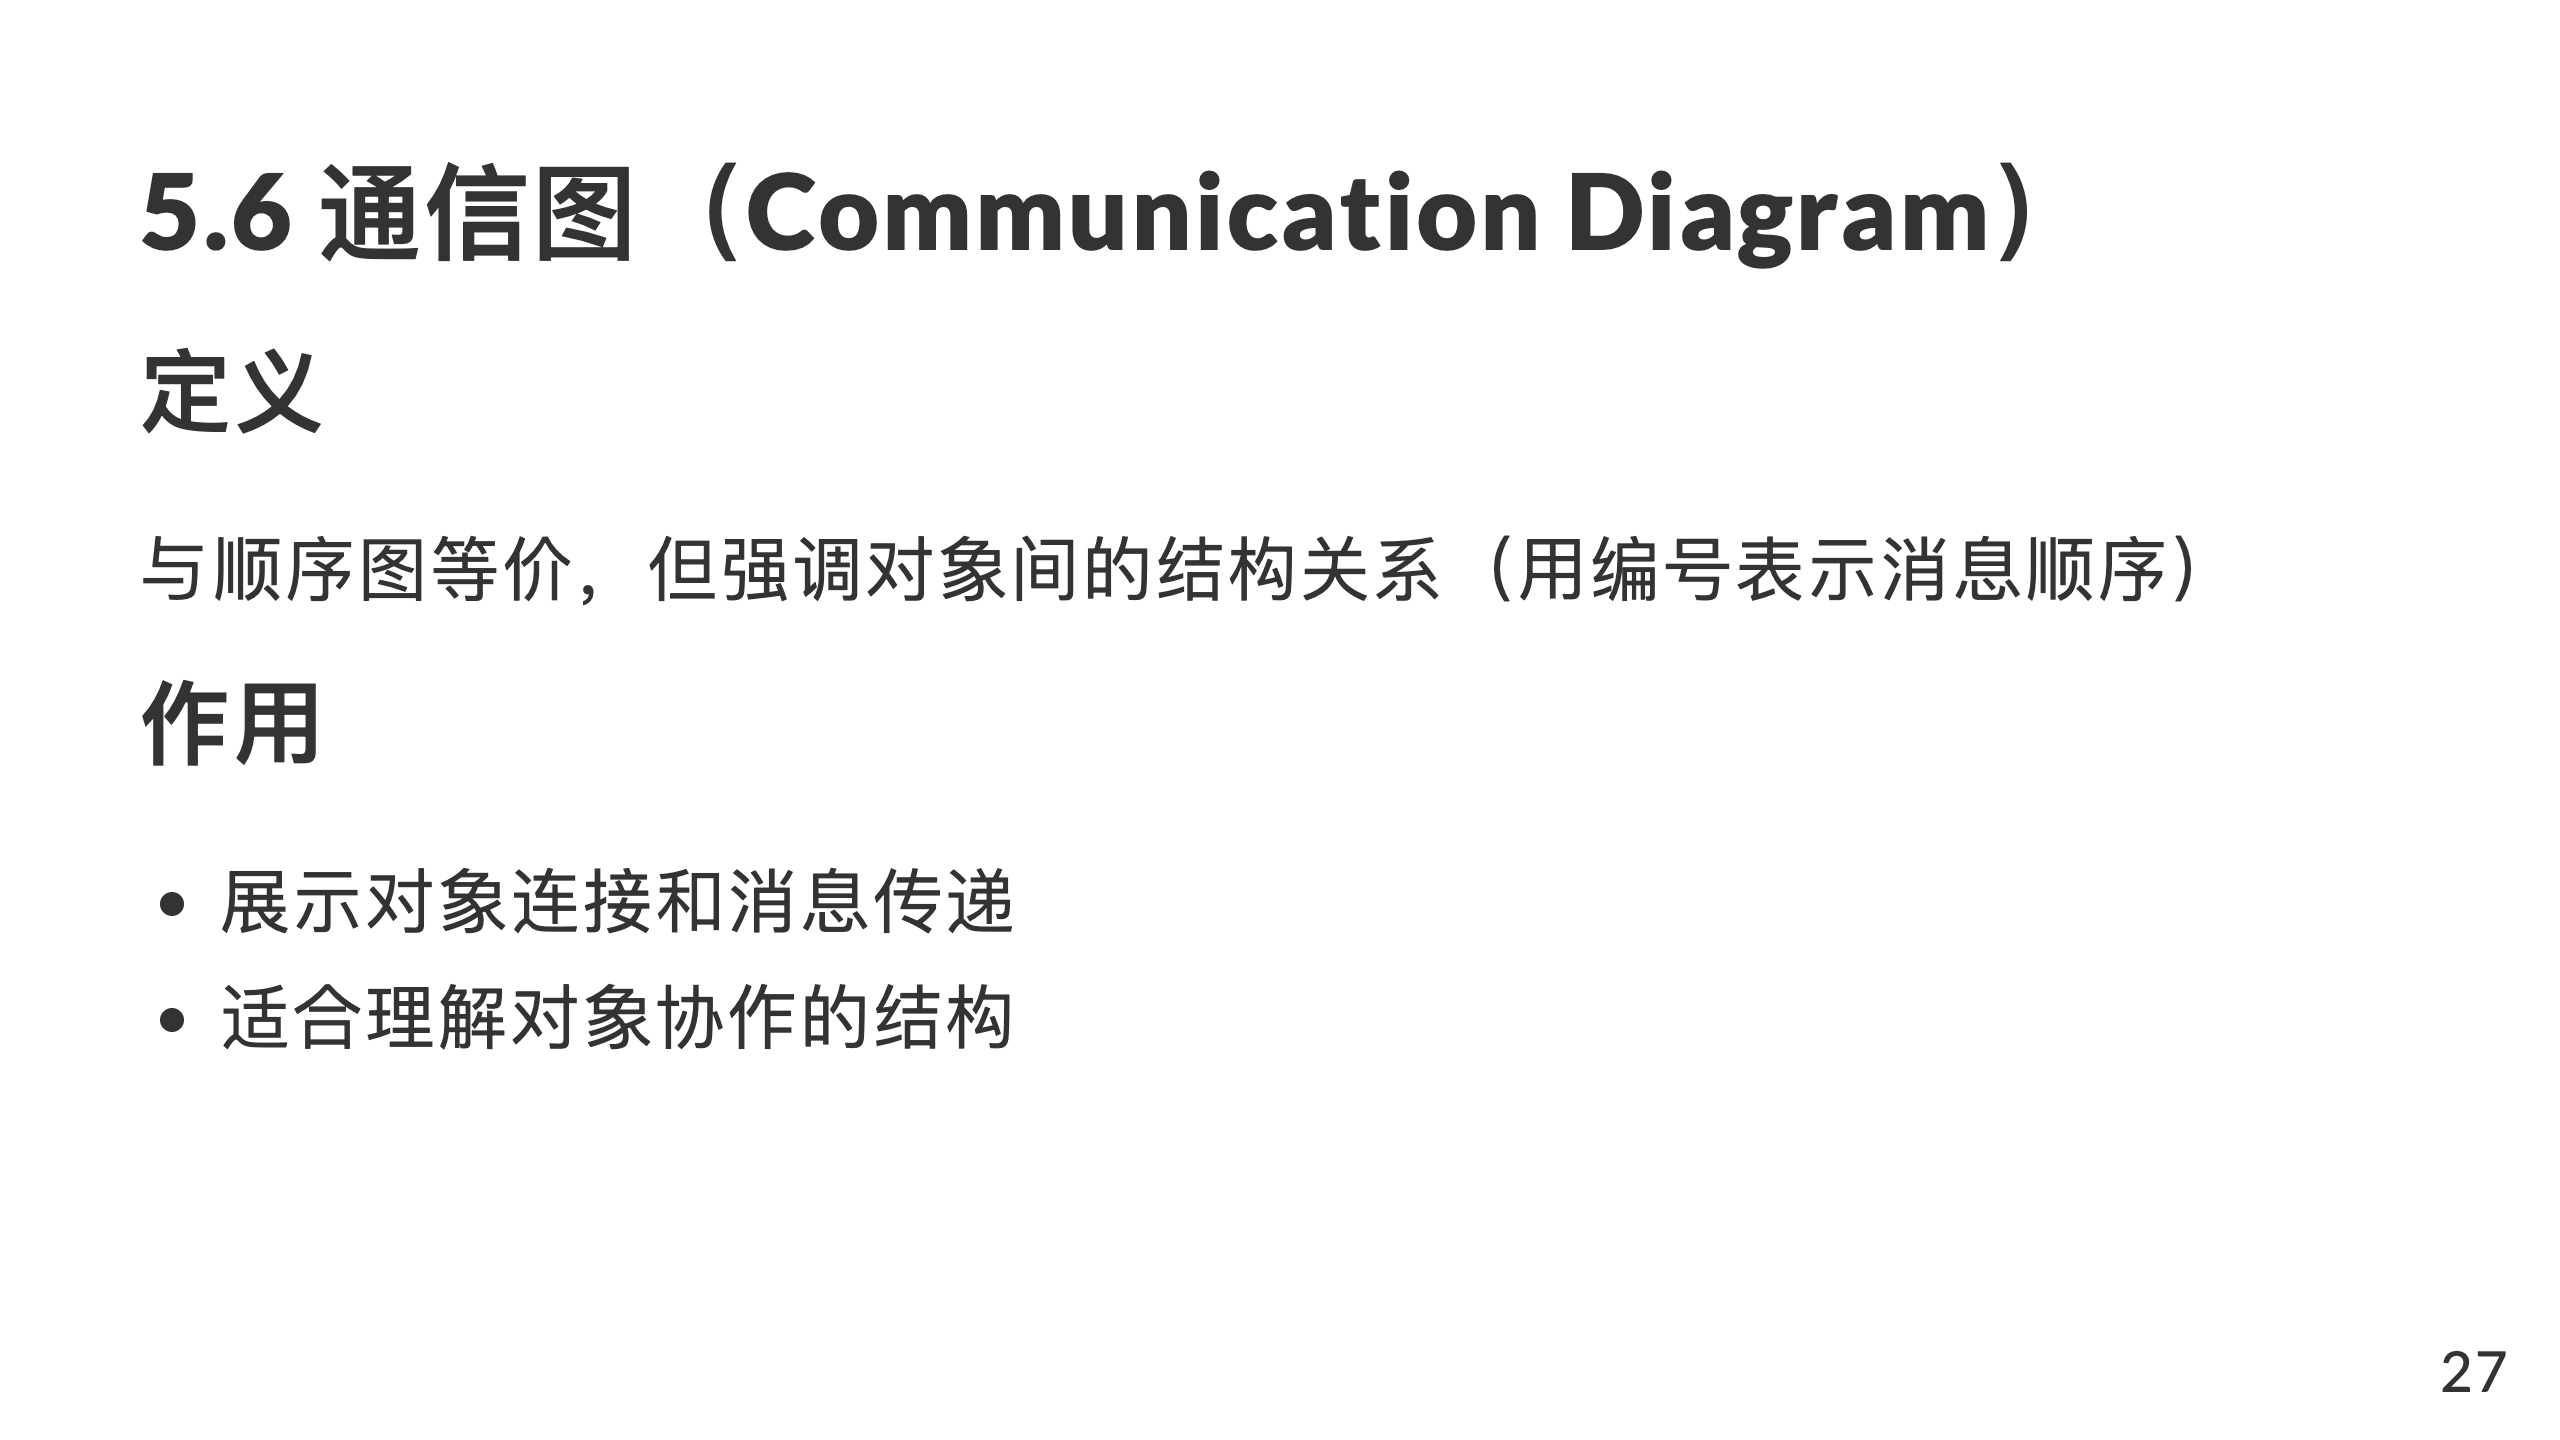 5.6 通信图（Communication Diagram）
定义
与顺序图等价，但强调对象间的结构关系（用编号表示消息顺序）
作用
• 展示对象连接和消息传递
• 适合理解对象协作的结构
27